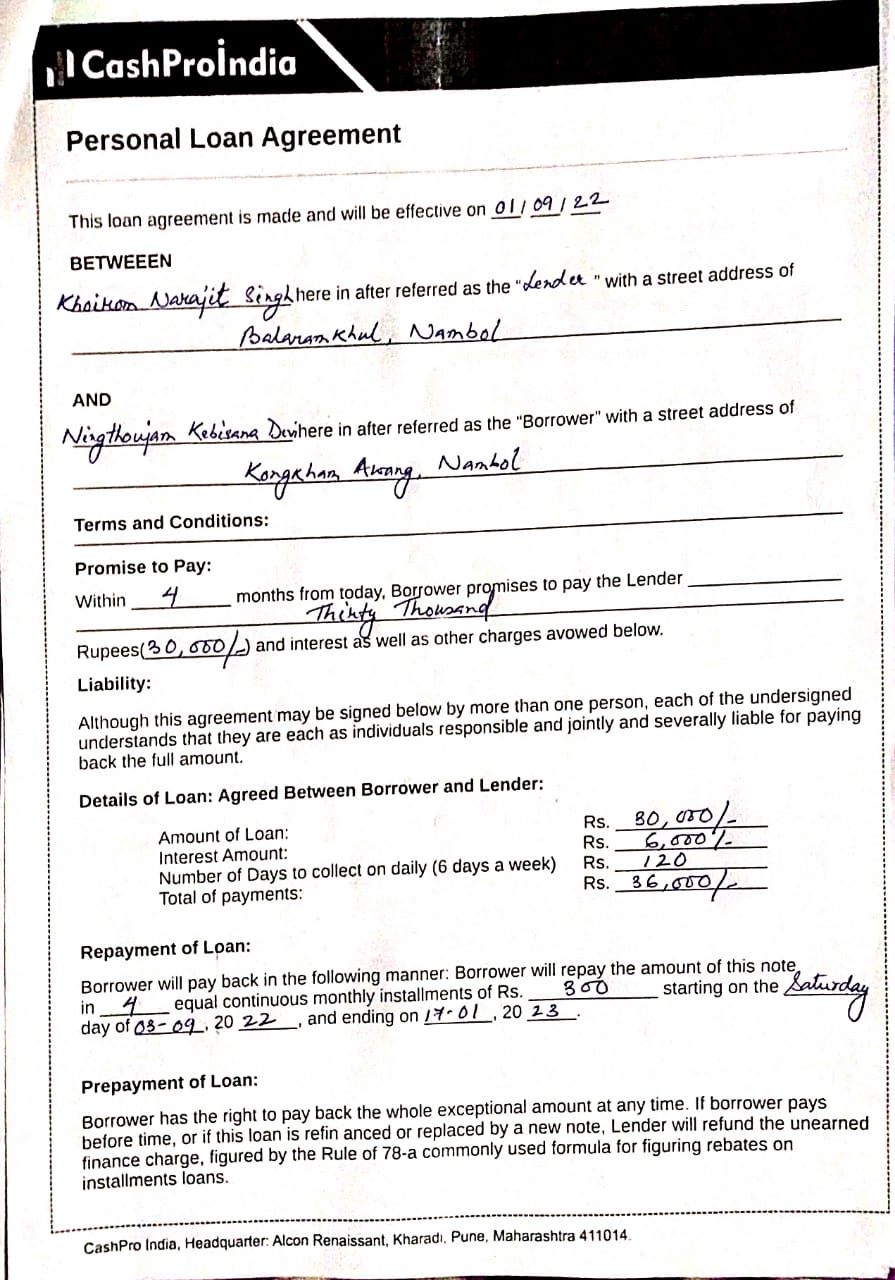 CashProIndia
Personal Loan Agreement
This loan agreement is made and will be effective on 01/09/22
BETWEEEN
Khoirom Narajit Singh here in after referred as the "Lender" with a street address of
Balaramkhul, Nambol
AND
Ningthoujam Kebisana Devi here in after referred as the "Borrower" with a street address of
Kongkham Awang, Nambol
Terms and Conditions:
Promise to Pay:
Within 4 months from today, Borrower promises to pay the Lender
Thirty Thousand
Rupees(30,000/-) and interest as well as other charges avowed below.
Liability:
Although this agreement may be signed below by more than one person, each of the undersigned
understands that they are each as individuals responsible and jointly and severally liable for paying
back the full amount.
Details of Loan: Agreed Between Borrower and Lender:
Amount of Loan: Rs. 30,000/-
Interest Amount: Rs. 6,000/-
Number of Days to collect on daily (6 days a week) Rs. 120
Total of payments: Rs. 36,000/-
Repayment of Loan:
Borrower will pay back in the following manner: Borrower will repay the amount of this note
in 4 equal continuous monthly installments of Rs. 300 starting on the Saturday
day of 03-09, 20 22, and ending on 17-01, 20 23.
Prepayment of Loan:
Borrower has the right to pay back the whole exceptional amount at any time. If borrower pays
before time, or if this loan is refin anced or replaced by a new note, Lender will refund the unearned
finance charge, figured by the Rule of 78-a commonly used formula for figuring rebates on
installments loans.
CashPro India, Headquarter: Alcon Renaissant, Kharadi, Pune, Maharashtra 411014.